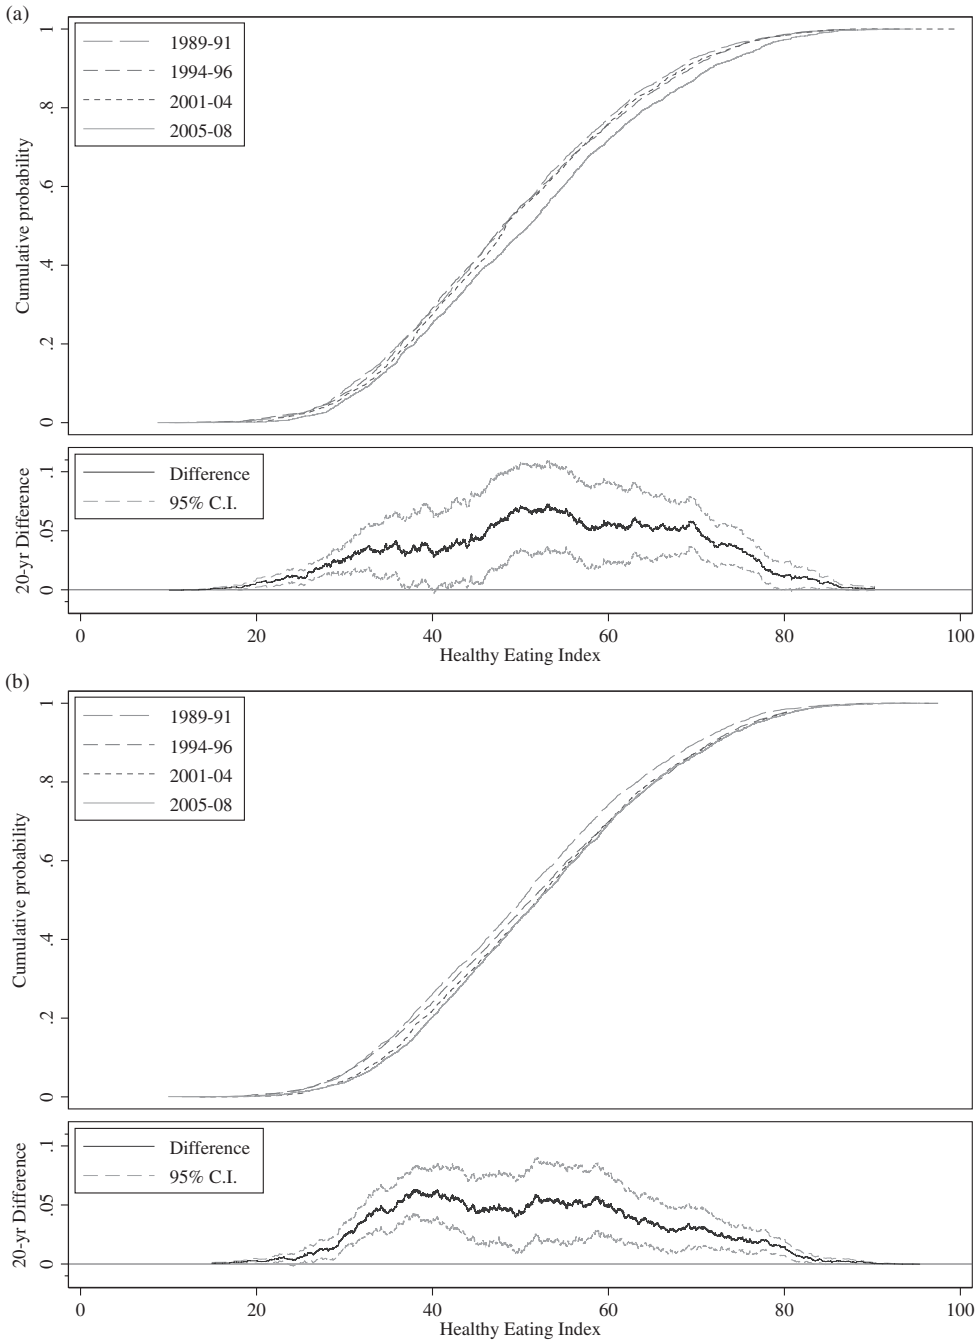 (a)
1989-91
1994-96
2001-04
2005-08
Cumulative probability
1
.8
.6
.4
.2
0
Difference
95% C.I.
20-yr Difference
.1
.05
0
0 20 40 60 80 100
Healthy Eating Index
(b)
1989-91
1994-96
2001-04
2005-08
Cumulative probability
1
.8
.6
.4
.2
0
Difference
95% C.I.
20-yr Difference
.1
.05
0
0 20 40 60 80 100
Healthy Eating Index